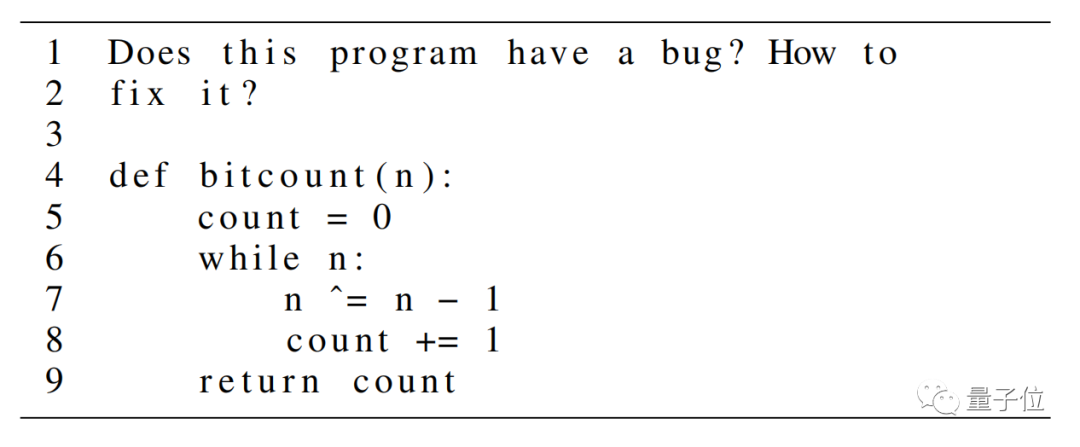 1 Does this program have a bug? How to
2 fix it?
3
4 def bitcount(n):
5     count = 0
6     while n:
7         n ^= n - 1
8         count += 1
9     return count
量子位